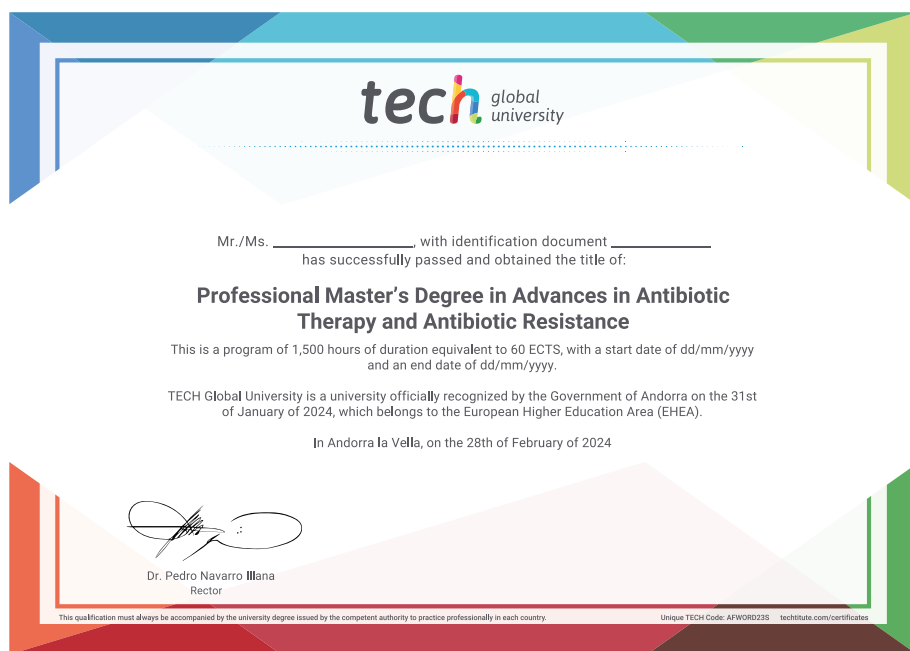 tech global university
Mr./Ms. ____________________, with identification document ______________
has successfully passed and obtained the title of:
Professional Master's Degree in Advances in Antibiotic
Therapy and Antibiotic Resistance
This is a program of 1,500 hours of duration equivalent to 60 ECTS, with a start date of dd/mm/yyyy
and an end date of dd/mm/yyyy.
TECH Global University is a university officially recognized by the Government of Andorra on the 31st
of January of 2024, which belongs to the European Higher Education Area (EHEA).
In Andorra la Vella, on the 28th of February of 2024
Dr. Pedro Navarro Illana
Rector
This qualification must always be accompanied by the university degree issued by the competent authority to practice professionally in each country.
Unique TECH Code: AFWORD23S techtitute.com/certificates